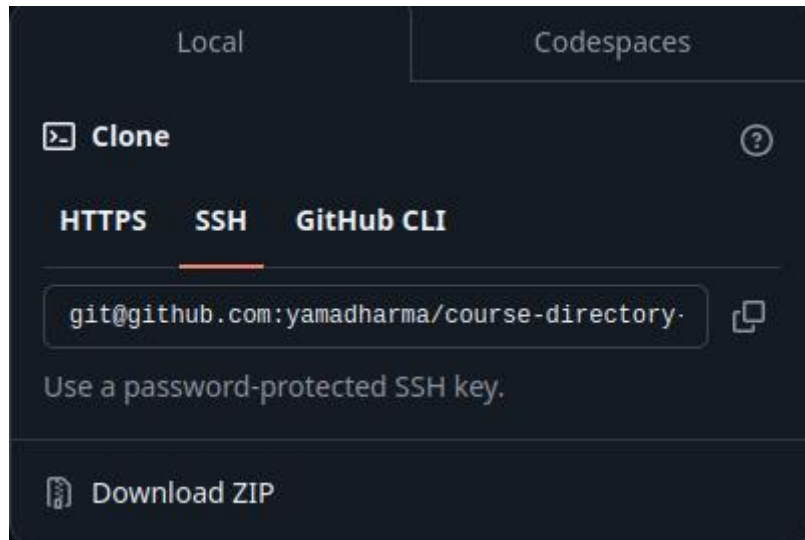 Local
Codespaces
Clone
HTTPS SSH GitHub CLI
git@github.com:yamadharma/course-directory-
Use a password-protected SSH key.
Download ZIP